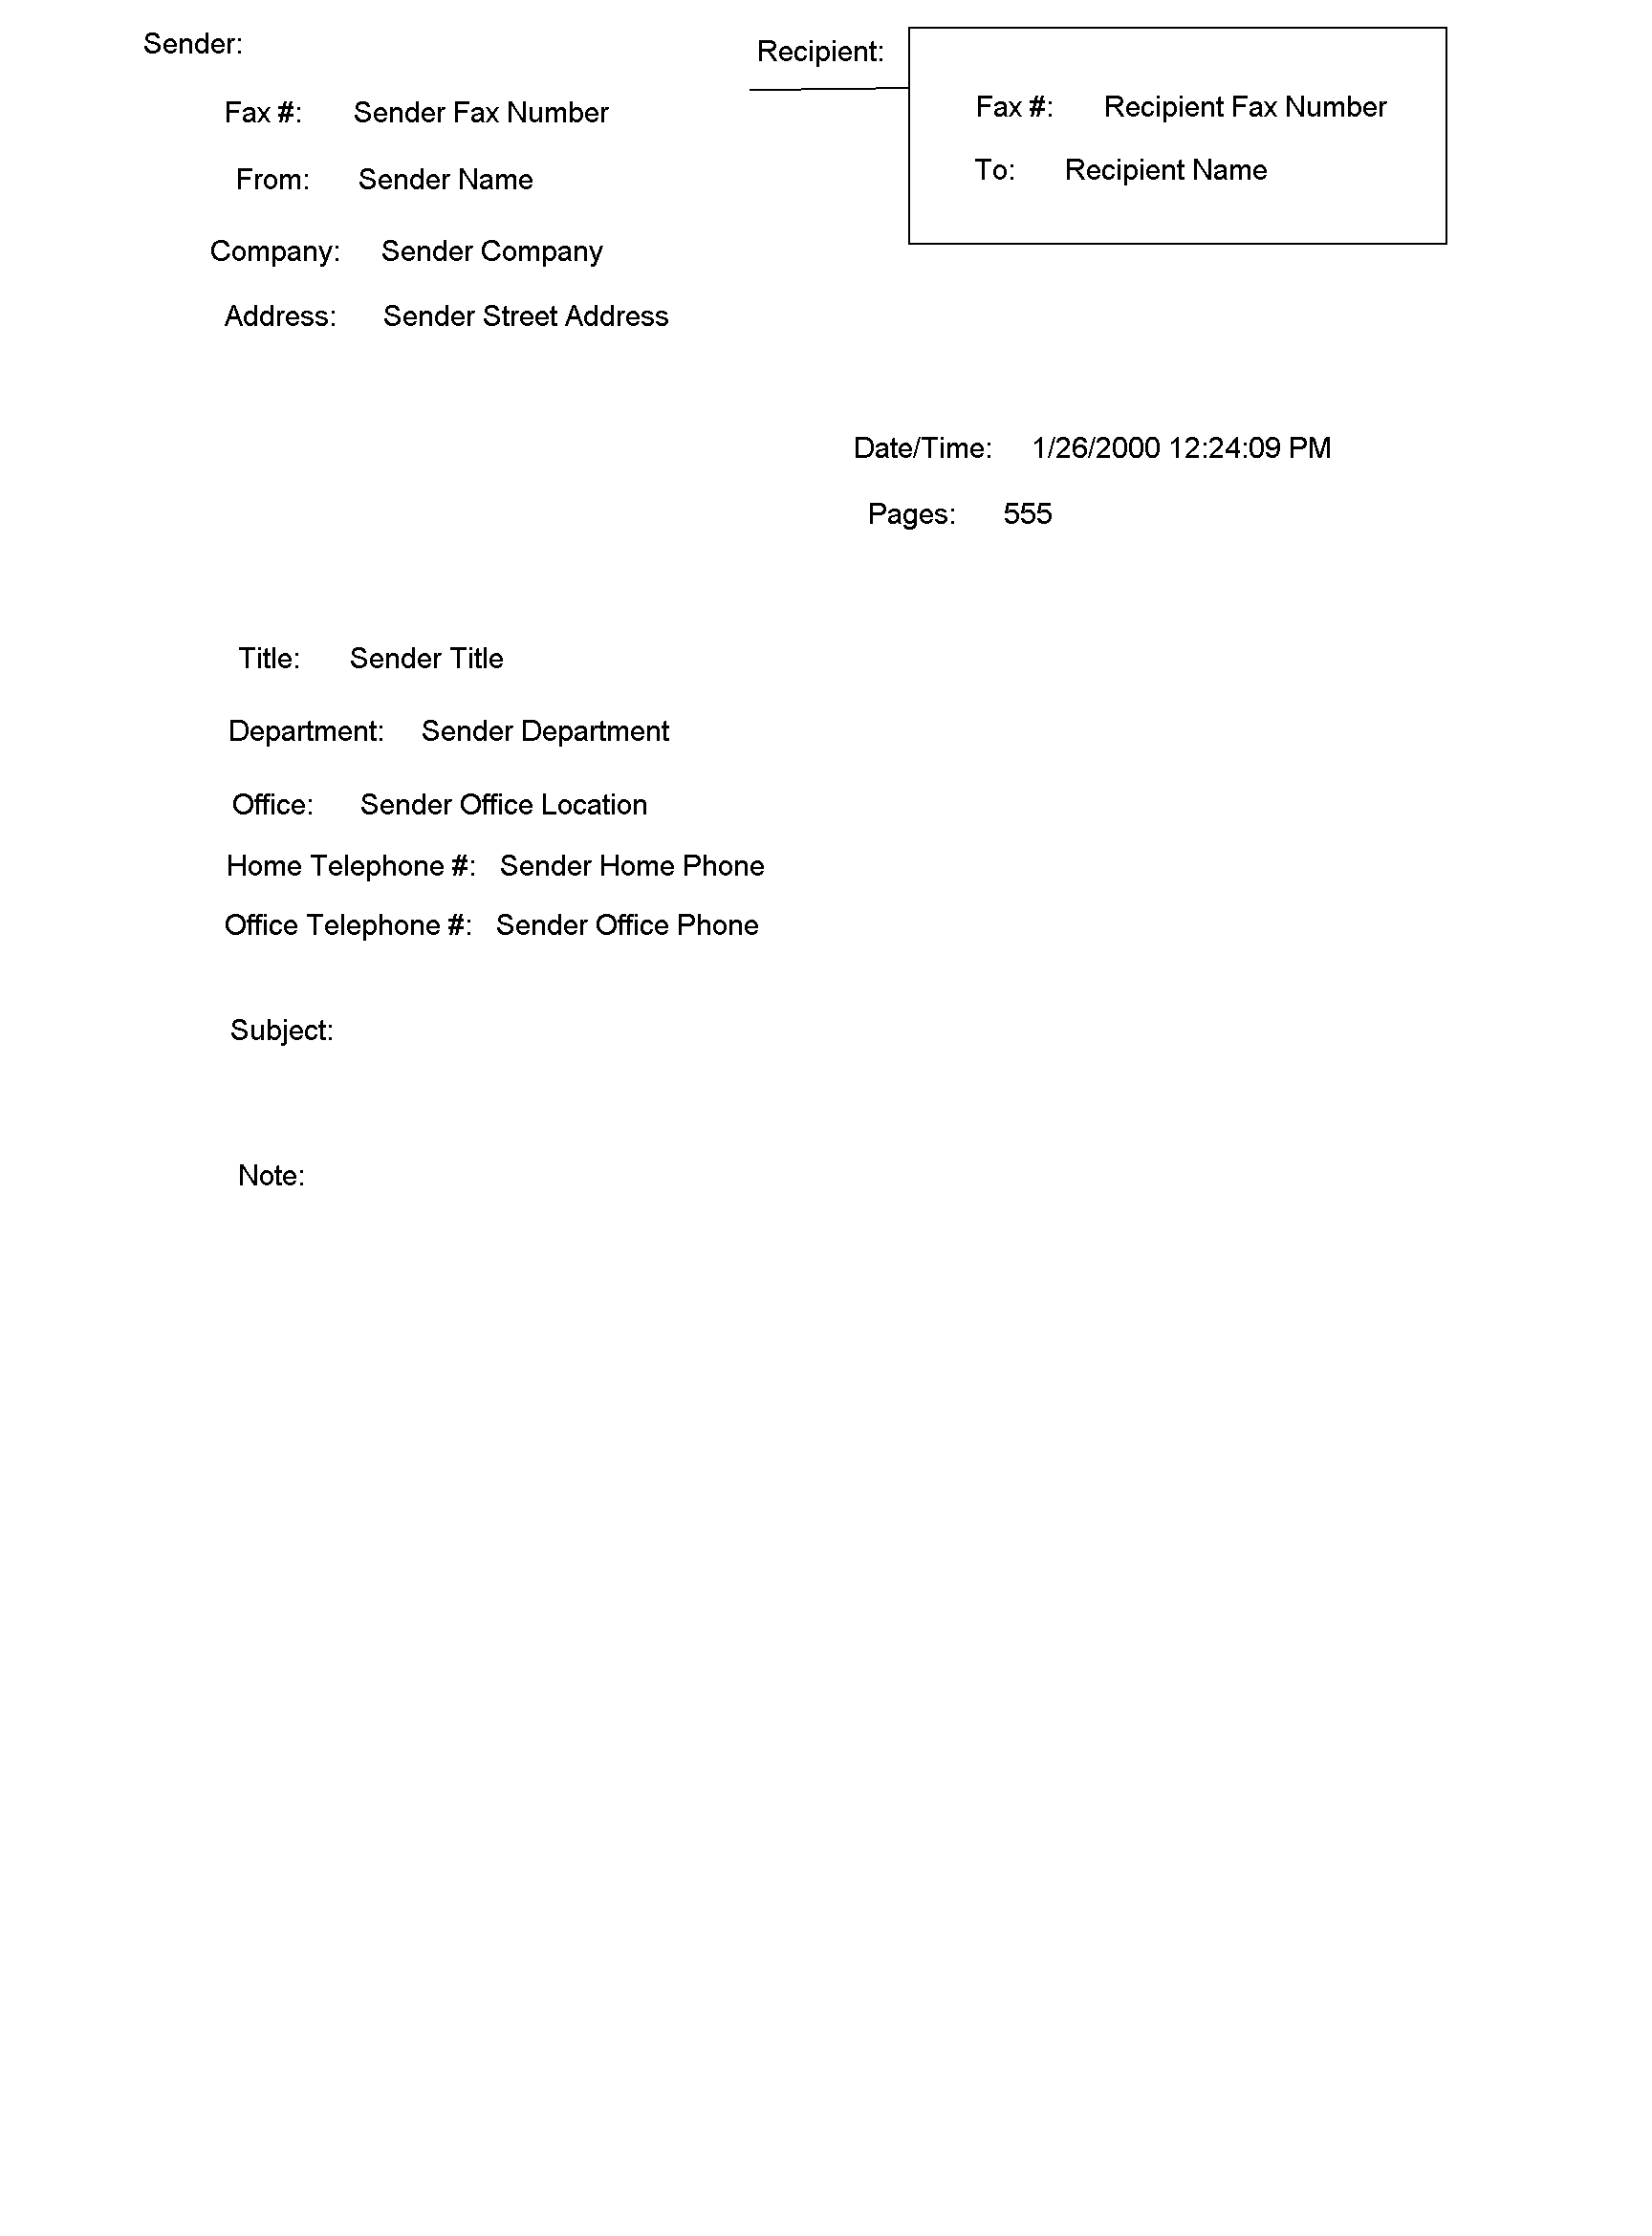 Sender:
Fax #: Sender Fax Number
From: Sender Name
Company: Sender Company
Address: Sender Street Address
Recipient:
Fax #: Recipient Fax Number
To: Recipient Name
Date/Time: 1/26/2000 12:24:09 PM
Pages: 555
Title: Sender Title
Department: Sender Department
Office: Sender Office Location
Home Telephone #: Sender Home Phone
Office Telephone #: Sender Office Phone
Subject:
Note: